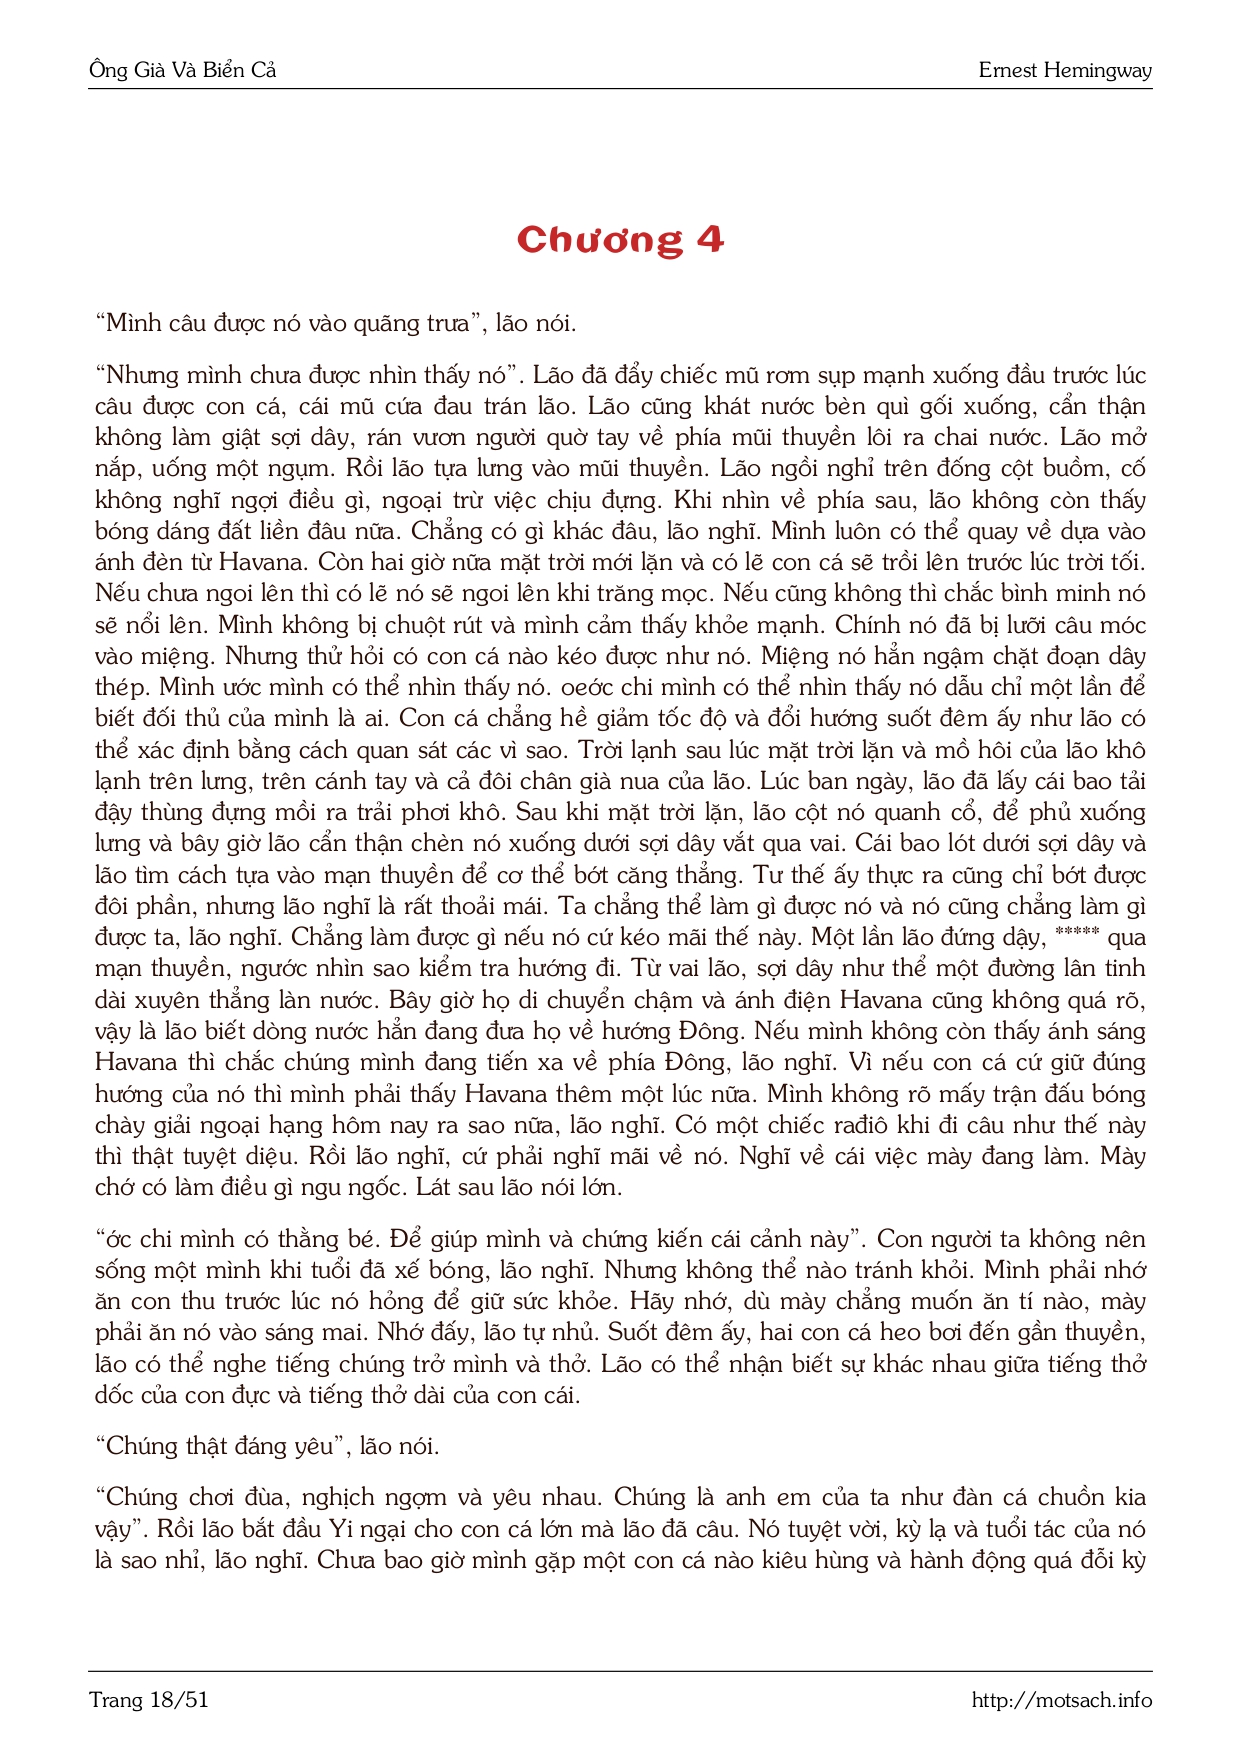 Ông Già Và Biển Cả
Ernest Hemingway
Chương 4
“Mình câu được nó vào quãng trưa”, lão nói.
“Nhưng mình chưa được nhìn thấy nó”. Lão đã đẩy chiếc mũ rơm sụp mạnh xuống đầu trước lúc
câu được con cá, cái mũ cứa đau trán lão. Lão cũng khát nước bèn quì gối xuống, cẩn thận
không làm giật sợi dây, rán vươn người quờ tay về phía mũi thuyền lôi ra chai nước. Lão mở
nắp, uống một ngụm. Rồi lão tựa lưng vào mũi thuyền. Lão ngồi nghỉ trên đống cột buồm, cố
không nghĩ ngợi điều gì, ngoại trừ việc chịu đựng. Khi nhìn về phía sau, lão không còn thấy
bóng dáng đất liền đâu nữa. Chẳng có gì khác đâu, lão nghĩ. Mình luôn có thể quay về dựa vào
ánh đèn từ Havana. Còn hai giờ nữa mặt trời mới lặn và có lẽ con cá sẽ trồi lên trước lúc trời tối.
Nếu chưa ngoi lên thì có lẽ nó sẽ ngoi lên khi trăng mọc. Nếu cũng không thì chắc bình minh nó
sẽ nổi lên. Mình không bị chuột rút và mình cảm thấy khỏe mạnh. Chính nó đã bị lưỡi câu móc
vào miệng. Nhưng thử hỏi có con cá nào kéo được như nó. Miệng nó hẳn ngậm chặt đoạn dây
thép. Mình ước mình có thể nhìn thấy nó. oeớc chi mình có thể nhìn thấy nó dẫu chỉ một lần để
biết đối thủ của mình là ai. Con cá chẳng hề giảm tốc độ và đổi hướng suốt đêm ấy như lão có
thể xác định bằng cách quan sát các vì sao. Trời lạnh sau lúc mặt trời lặn và mồ hôi của lão khô
lạnh trên lưng, trên cánh tay và cả đôi chân già nua của lão. Lúc ban ngày, lão đã lấy cái bao tải
đậy thùng đựng mồi ra trải phơi khô. Sau khi mặt trời lặn, lão cột nó quanh cổ, để phủ xuống
lưng và bây giờ lão cẩn thận chèn nó xuống dưới sợi dây vắt qua vai. Cái bao lót dưới sợi dây và
lão tìm cách tựa vào mạn thuyền để cơ thể bớt căng thẳng. Tư thế ấy thực ra cũng chỉ bớt được
đôi phần, nhưng lão nghĩ là rất thoải mái. Ta chẳng thể làm gì được nó và nó cũng chẳng làm gì
được ta, lão nghĩ. Chẳng làm được gì nếu nó cứ kéo mãi thế này. Một lần lão đứng dậy, ***** qua
mạn thuyền, ngước nhìn sao kiểm tra hướng đi. Từ vai lão, sợi dây như thể một đường lân tinh
dài xuyên thẳng làn nước. Bây giờ họ di chuyển chậm và ánh điện Havana cũng không quá rõ,
vậy là lão biết dòng nước hẳn đang đưa họ về hướng Đông. Nếu mình không còn thấy ánh sáng
Havana thì chắc chúng mình đang tiến xa về phía Đông, lão nghĩ. Vì nếu con cá cứ giữ đúng
hướng của nó thì mình phải thấy Havana thêm một lúc nữa. Mình không rõ mấy trận đấu bóng
chày giải ngoại hạng hôm nay ra sao nữa, lão nghĩ. Có một chiếc rađiô khi đi câu như thế này
thì thật tuyệt diệu. Rồi lão nghĩ, cứ phải nghĩ mãi về nó. Nghĩ về cái việc mày đang làm. Mày
chớ có làm điều gì ngu ngốc. Lát sau lão nói lớn.
“ớc chi mình có thằng bé. Để giúp mình và chứng kiến cái cảnh này”. Con người ta không nên
sống một mình khi tuổi đã xế bóng, lão nghĩ. Nhưng không thể nào tránh khỏi. Mình phải nhớ
ăn con thu trước lúc nó hỏng để giữ sức khỏe. Hãy nhớ, dù mày chẳng muốn ăn tí nào, mày
phải ăn nó vào sáng mai. Nhớ đấy, lão tự nhủ. Suốt đêm ấy, hai con cá heo bơi đến gần thuyền,
lão có thể nghe tiếng chúng trở mình và thở. Lão có thể nhận biết sự khác nhau giữa tiếng thở
dốc của con đực và tiếng thở dài của con cái.
“Chúng thật đáng yêu”, lão nói.
“Chúng chơi đùa, nghịch ngợm và yêu nhau. Chúng là anh em của ta như đàn cá chuồn kia
vậy”. Rồi lão bắt đầu Yi ngại cho con cá lớn mà lão đã câu. Nó tuyệt vời, kỳ lạ và tuổi tác của nó
là sao nhỉ, lão nghĩ. Chưa bao giờ mình gặp một con cá nào kiêu hùng và hành động quá đỗi kỳ
Trang 18/51
http://motsach.info